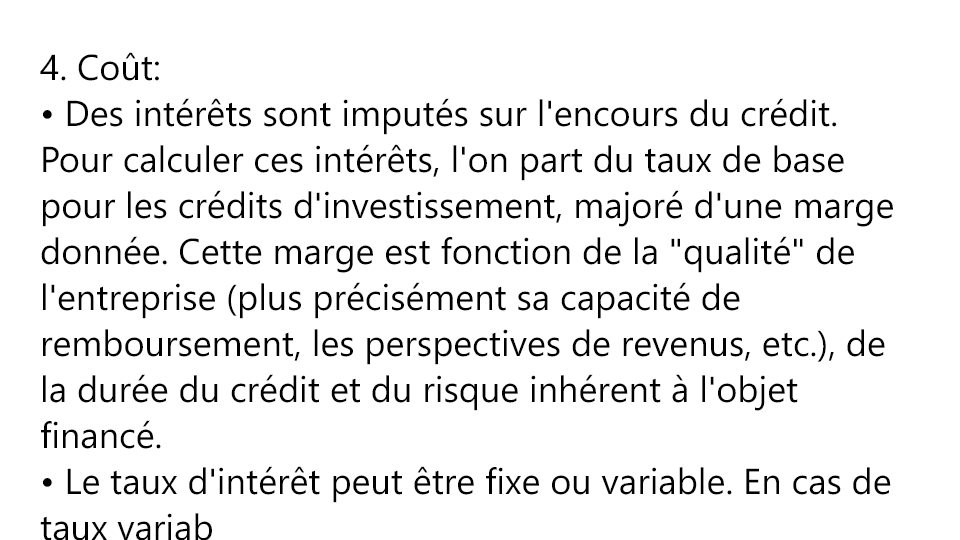 4. Coût:
• Des intérêts sont imputés sur l'encours du crédit.
Pour calculer ces intérêts, l'on part du taux de base
pour les crédits d'investissement, majoré d'une marge
donnée. Cette marge est fonction de la "qualité" de
l'entreprise (plus précisément sa capacité de
remboursement, les perspectives de revenus, etc.), de
la durée du crédit et du risque inhérent à l'objet
financé.
• Le taux d'intérêt peut être fixe ou variable. En cas de
taux variab